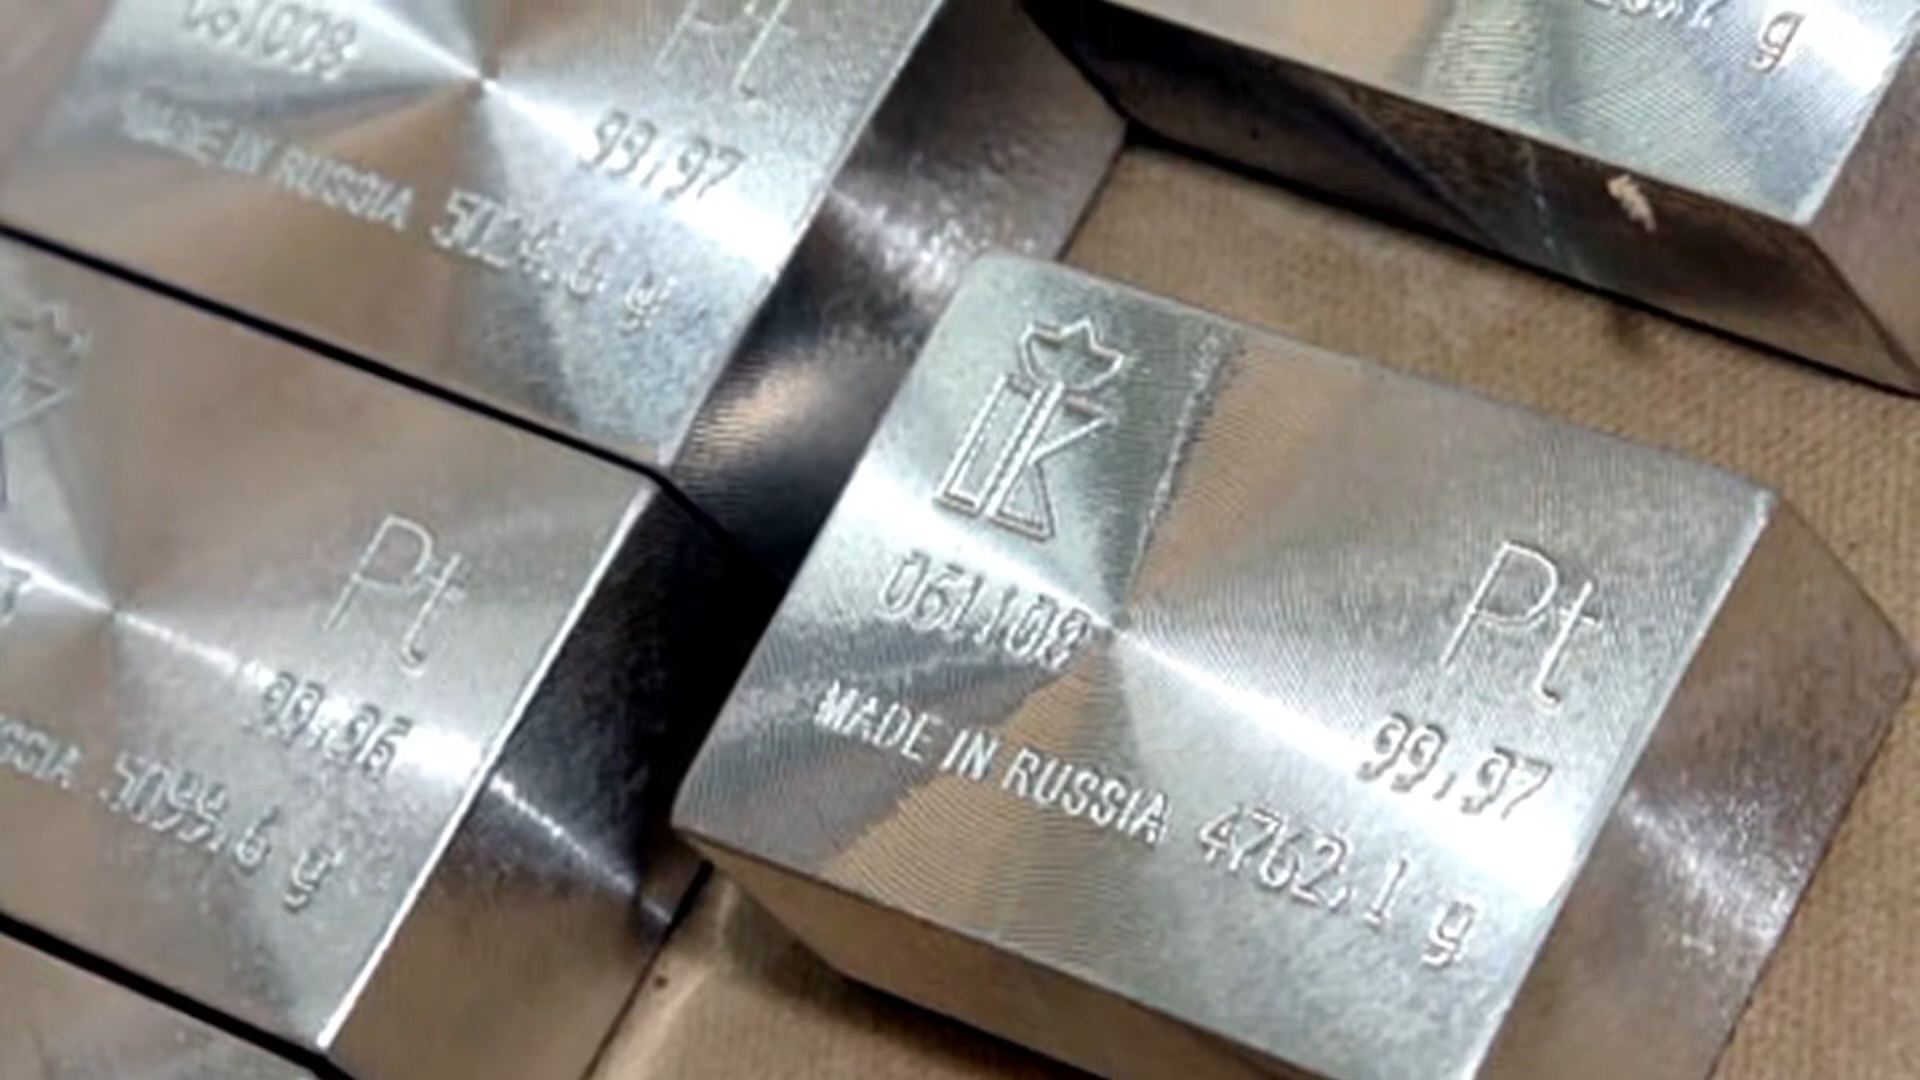 Pt
99,97
MADE IN RUSSIA 5024,0 g
g
Pt
99,96
5099,6 g
061108
Pt
99,97
MADE IN RUSSIA 4762,1 g